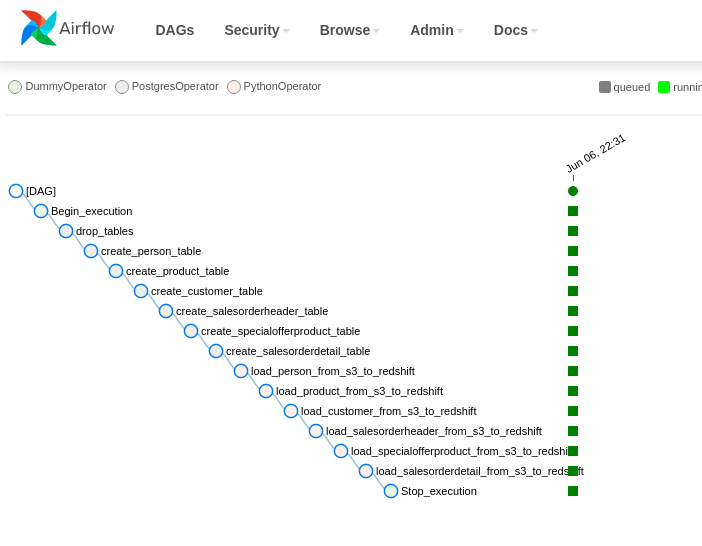 Airflow DAGs Security Browse Admin Docs
DummyOperator PostgresOperator PythonOperator queued runnin
Jun 06, 22:31
[DAG]
Begin_execution
drop_tables
create_person_table
create_product_table
create_customer_table
create_salesorderheader_table
create_specialofferproduct_table
create_salesorderdetail_table
load_person_from_s3_to_redshift
load_product_from_s3_to_redshift
load_customer_from_s3_to_redshift
load_salesorderheader_from_s3_to_redshift
load_specialofferproduct_from_s3_to_redshift
load_salesorderdetail_from_s3_to_redshift
Stop_execution